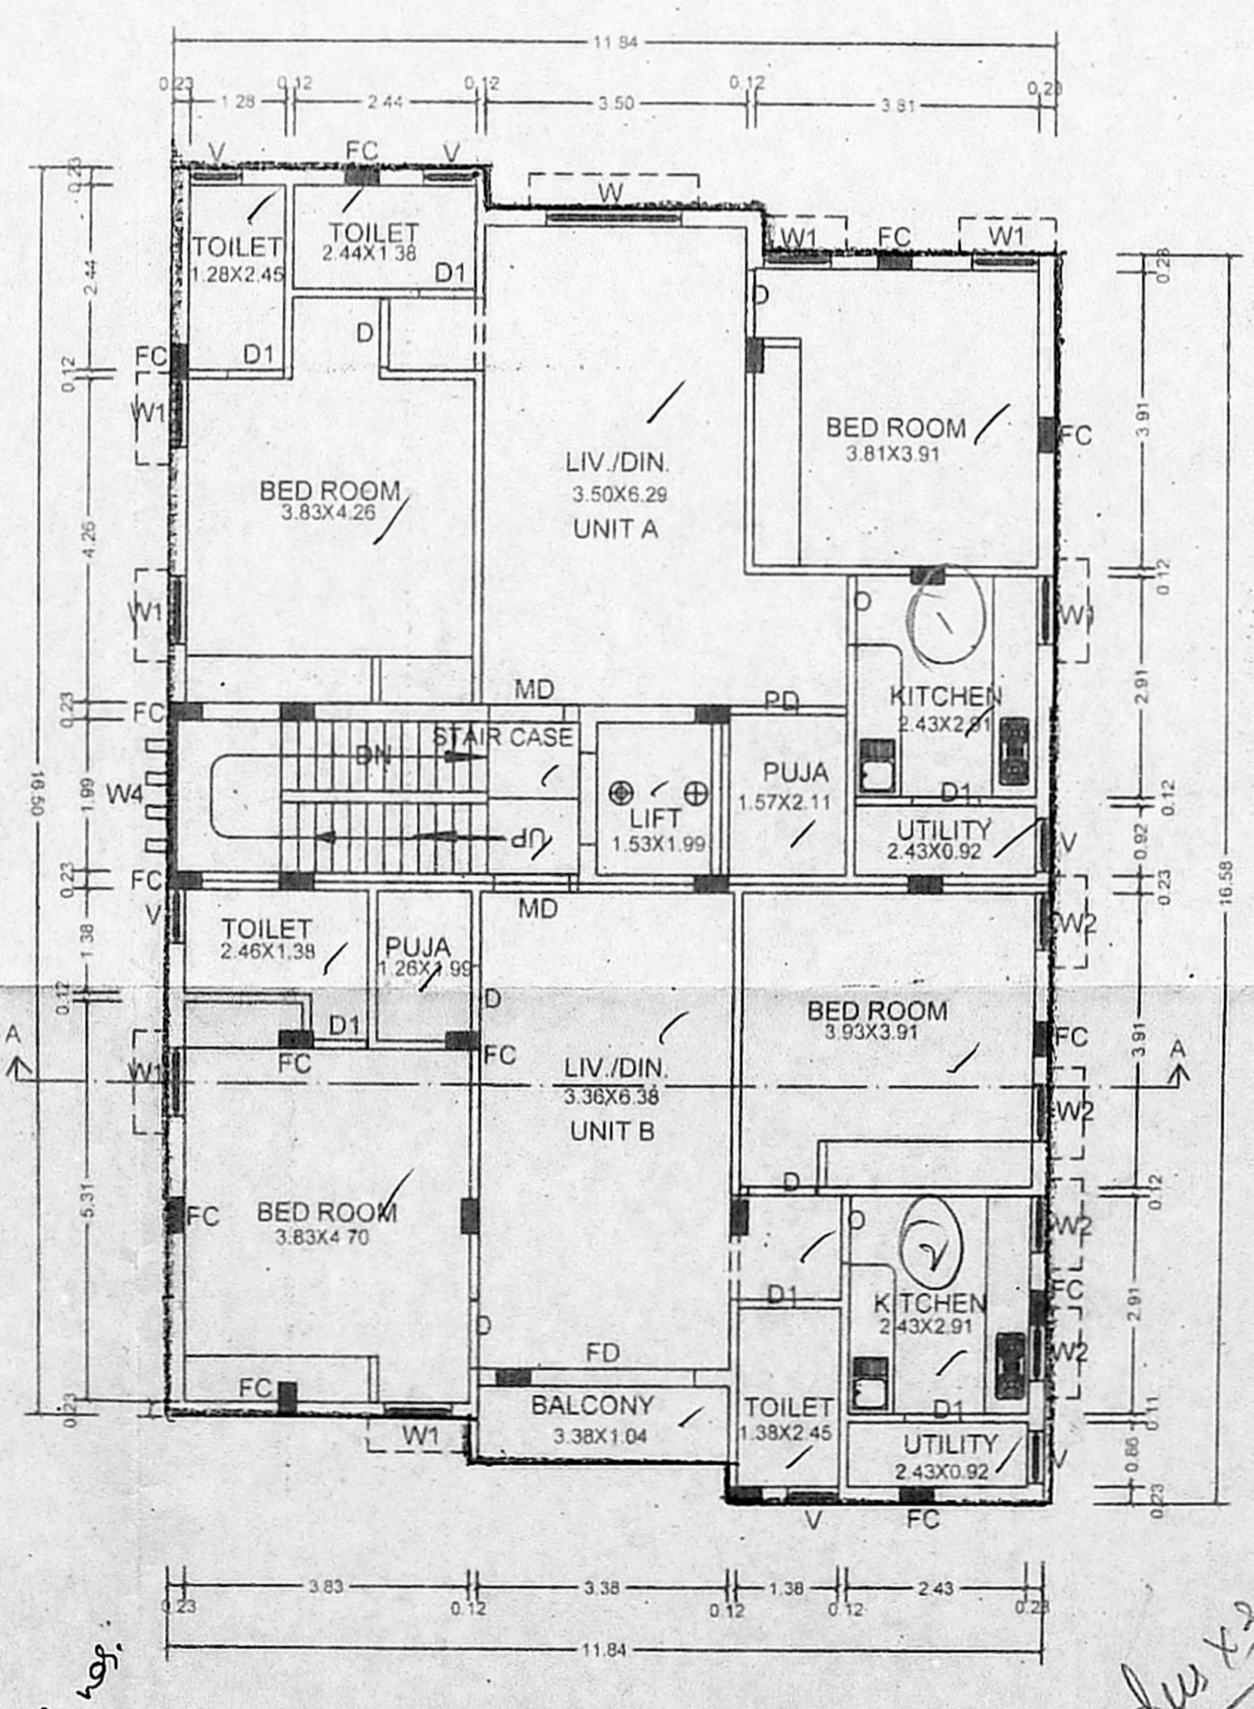 11.84
0.23 0.12 0.12 0.12 0.23
1.28 2.44 3.50 3.81
V FC V
W
W1 FC W1
0.23
2.44
0.12
4.26
0.23
1.99
0.23
1.38
0.12
5.31
0.23
16.50
TOILET
1.28X2.45
D1
TOILET
2.44X1.38
D1
D
D
FC
W1
W1
FC
BED ROOM
3.83X4.26
LIV./DIN.
3.50X6.29
UNIT A
BED ROOM
3.81X3.91
FC
0.23
3.91
0.12
2.91
0.12
0.92
0.23
3.91
0.12
2.91
0.11
0.86
0.23
16.58
W1
D
KITCHEN
2.43X2.91
D1
MD
PD
STAIR CASE
DN
UP
W4
LIFT
1.53X1.99
PUJA
1.57X2.11
UTILITY
2.43X0.92
V
FC
V
TOILET
2.46X1.38
D1
FC
PUJA
1.26X1.99
MD
D
FC
W2
BED ROOM
3.93X3.91
FC
A
A
W1
W2
LIV./DIN.
3.36X6.38
UNIT B
FC
BED ROOM
3.83X4.70
D
D
D1
D
W2
FC
KITCHEN
2.43X2.91
2
W2
FD
FC
W1
BALCONY
3.38X1.04
TOILET
1.38X2.45
D1
UTILITY
2.43X0.92
V
V
FC
3.83 3.38 1.38 2.43
0.23 0.12 0.12 0.12 0.23
11.84